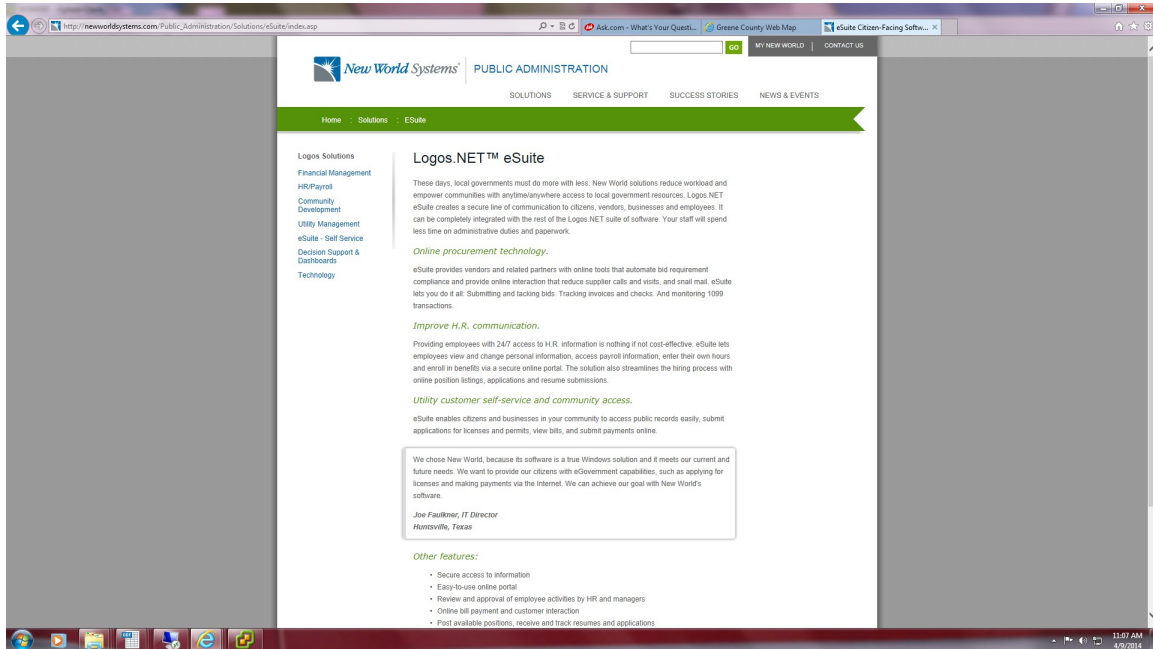 http://newworldsystems.com/Public_Administration/Solutions/eSuite/index.asp
Ask.com - What's Your Questi...
Greene County Web Map
eSuite Citizen-Facing Softw...
GO
MY NEW WORLD | CONTACT US
New World Systems
PUBLIC ADMINISTRATION
SOLUTIONS SERVICE & SUPPORT SUCCESS STORIES NEWS & EVENTS
Home : Solutions : ESuite
Logos Solutions
Financial Management
HR/Payroll
Community
Development
Utility Management
eSuite - Self Service
Decision Support &
Dashboards
Technology
Logos.NET™ eSuite
These days, local governments must do more with less. New World solutions reduce workload and
empower communities with anytime/anywhere access to local government resources. Logos.NET
eSuite creates a secure line of communication to citizens, vendors, businesses and employees. It
can be completely integrated with the rest of the Logos.NET suite of software. Your staff will spend
less time on administrative duties and paperwork.
Online procurement technology.
eSuite provides vendors and related partners with online tools that automate bid requirement
compliance and provide online interaction that reduce supplier calls and visits, and snail mail. eSuite
lets you do it all: Submitting and tacking bids. Tracking invoices and checks. And monitoring 1099
transactions.
Improve H.R. communication.
Providing employees with 24/7 access to H.R. information is nothing if not cost-effective. eSuite lets
employees view and change personal information, access payroll information, enter their own hours
and enroll in benefits via a secure online portal. The solution also streamlines the hiring process with
online position listings, applications and resume submissions.
Utility customer self-service and community access.
eSuite enables citizens and businesses in your community to access public records easily, submit
applications for licenses and permits, view bills, and submit payments online.
We chose New World, because its software is a true Windows solution and it meets our current and
future needs. We want to provide our citizens with eGovernment capabilities, such as applying for
licenses and making payments via the Internet. We can achieve our goal with New World's
software.
Joe Faulkner, IT Director
Huntsville, Texas
Other features:
• Secure access to information
• Easy-to-use online portal
• Review and approval of employee activities by HR and managers
• Online bill payment and customer interaction
• Post available positions, receive and track resumes and applications
11:07 AM
4/9/2014